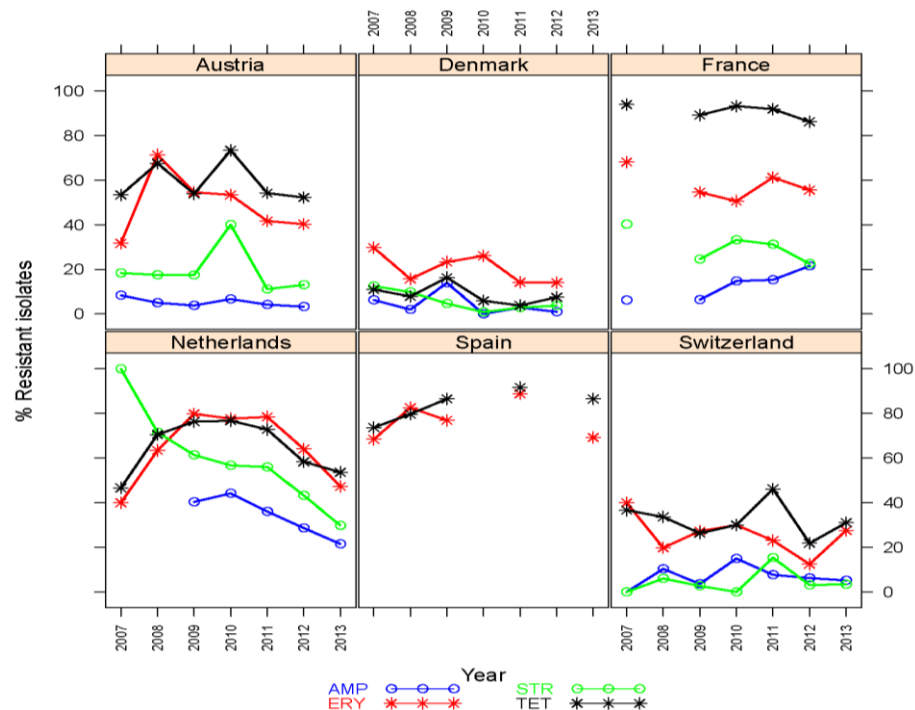 2007 2008 2009 2010 2011 2012 2013
Austria Denmark France
100
80
60
40
20
0
Netherlands Spain Switzerland
100
80
60
40
20
0
% Resistant isolates
2007 2008 2009 2010 2011 2012 2013 2007 2008 2009 2010 2011 2012 2013
Year
AMP STR
ERY TET